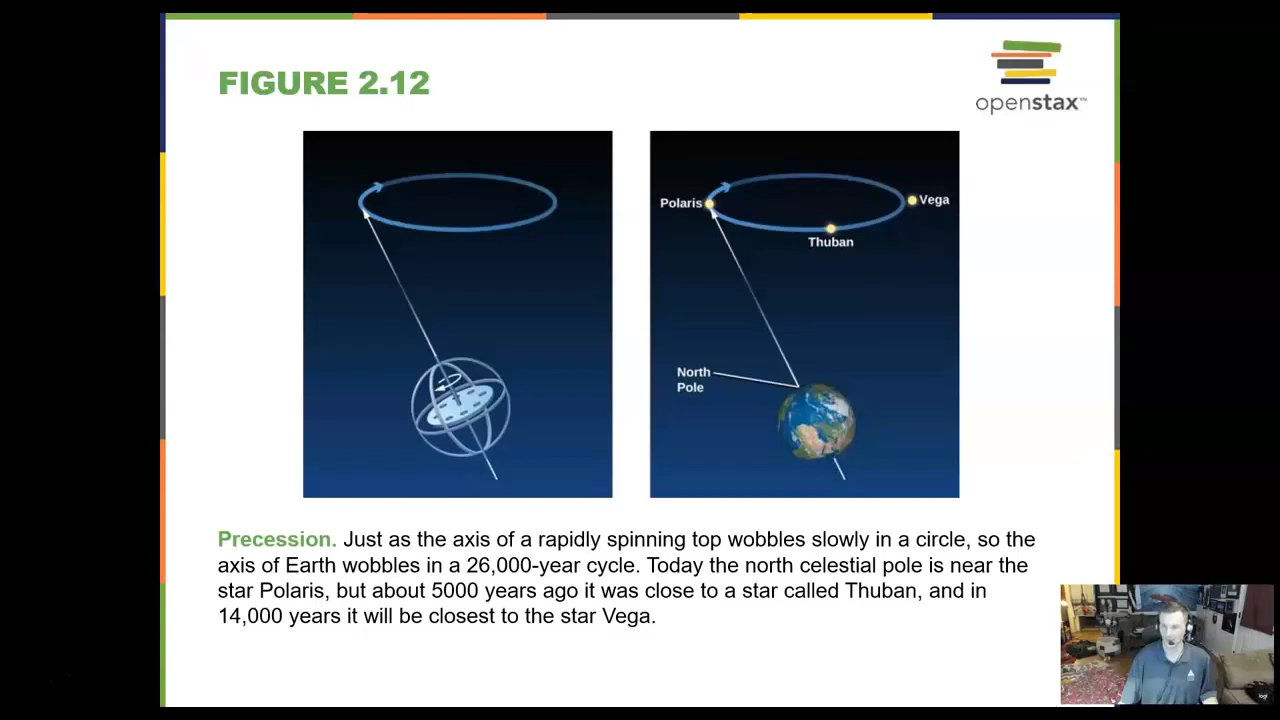 FIGURE 2.12
openstax™
Polaris
Vega
Thuban
North
Pole
Precession. Just as the axis of a rapidly spinning top wobbles slowly in a circle, so the
axis of Earth wobbles in a 26,000-year cycle. Today the north celestial pole is near the
star Polaris, but about 5000 years ago it was close to a star called Thuban, and in
14,000 years it will be closest to the star Vega.
logi